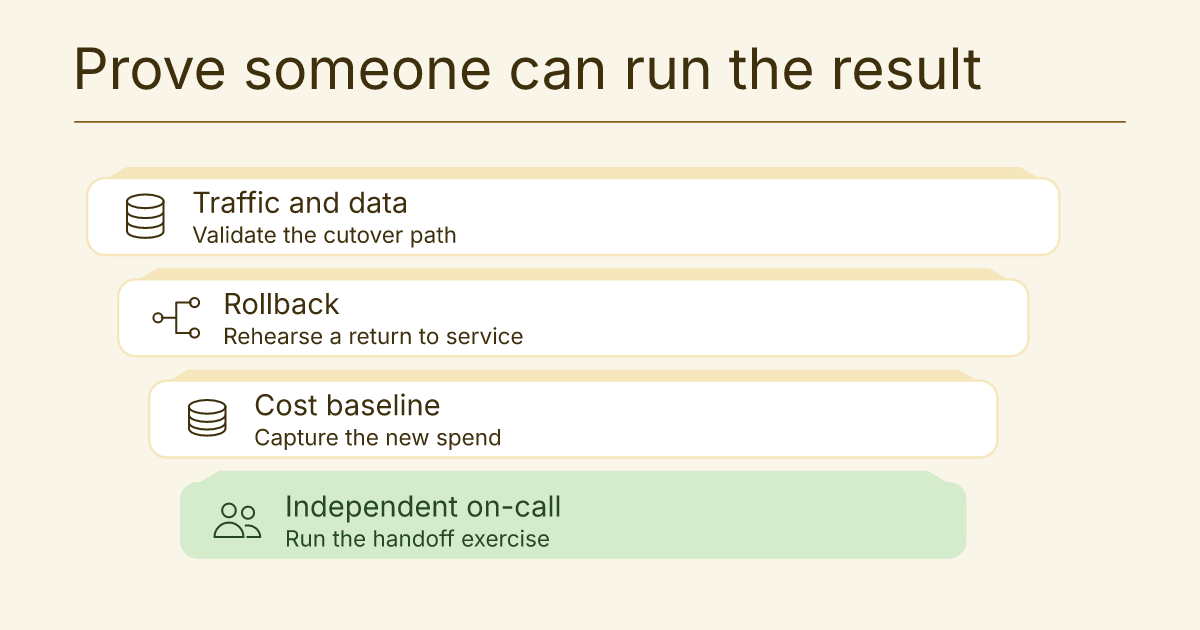 Prove someone can run the result
Traffic and data
Validate the cutover path
Rollback
Rehearse a return to service
Cost baseline
Capture the new spend
Independent on-call
Run the handoff exercise